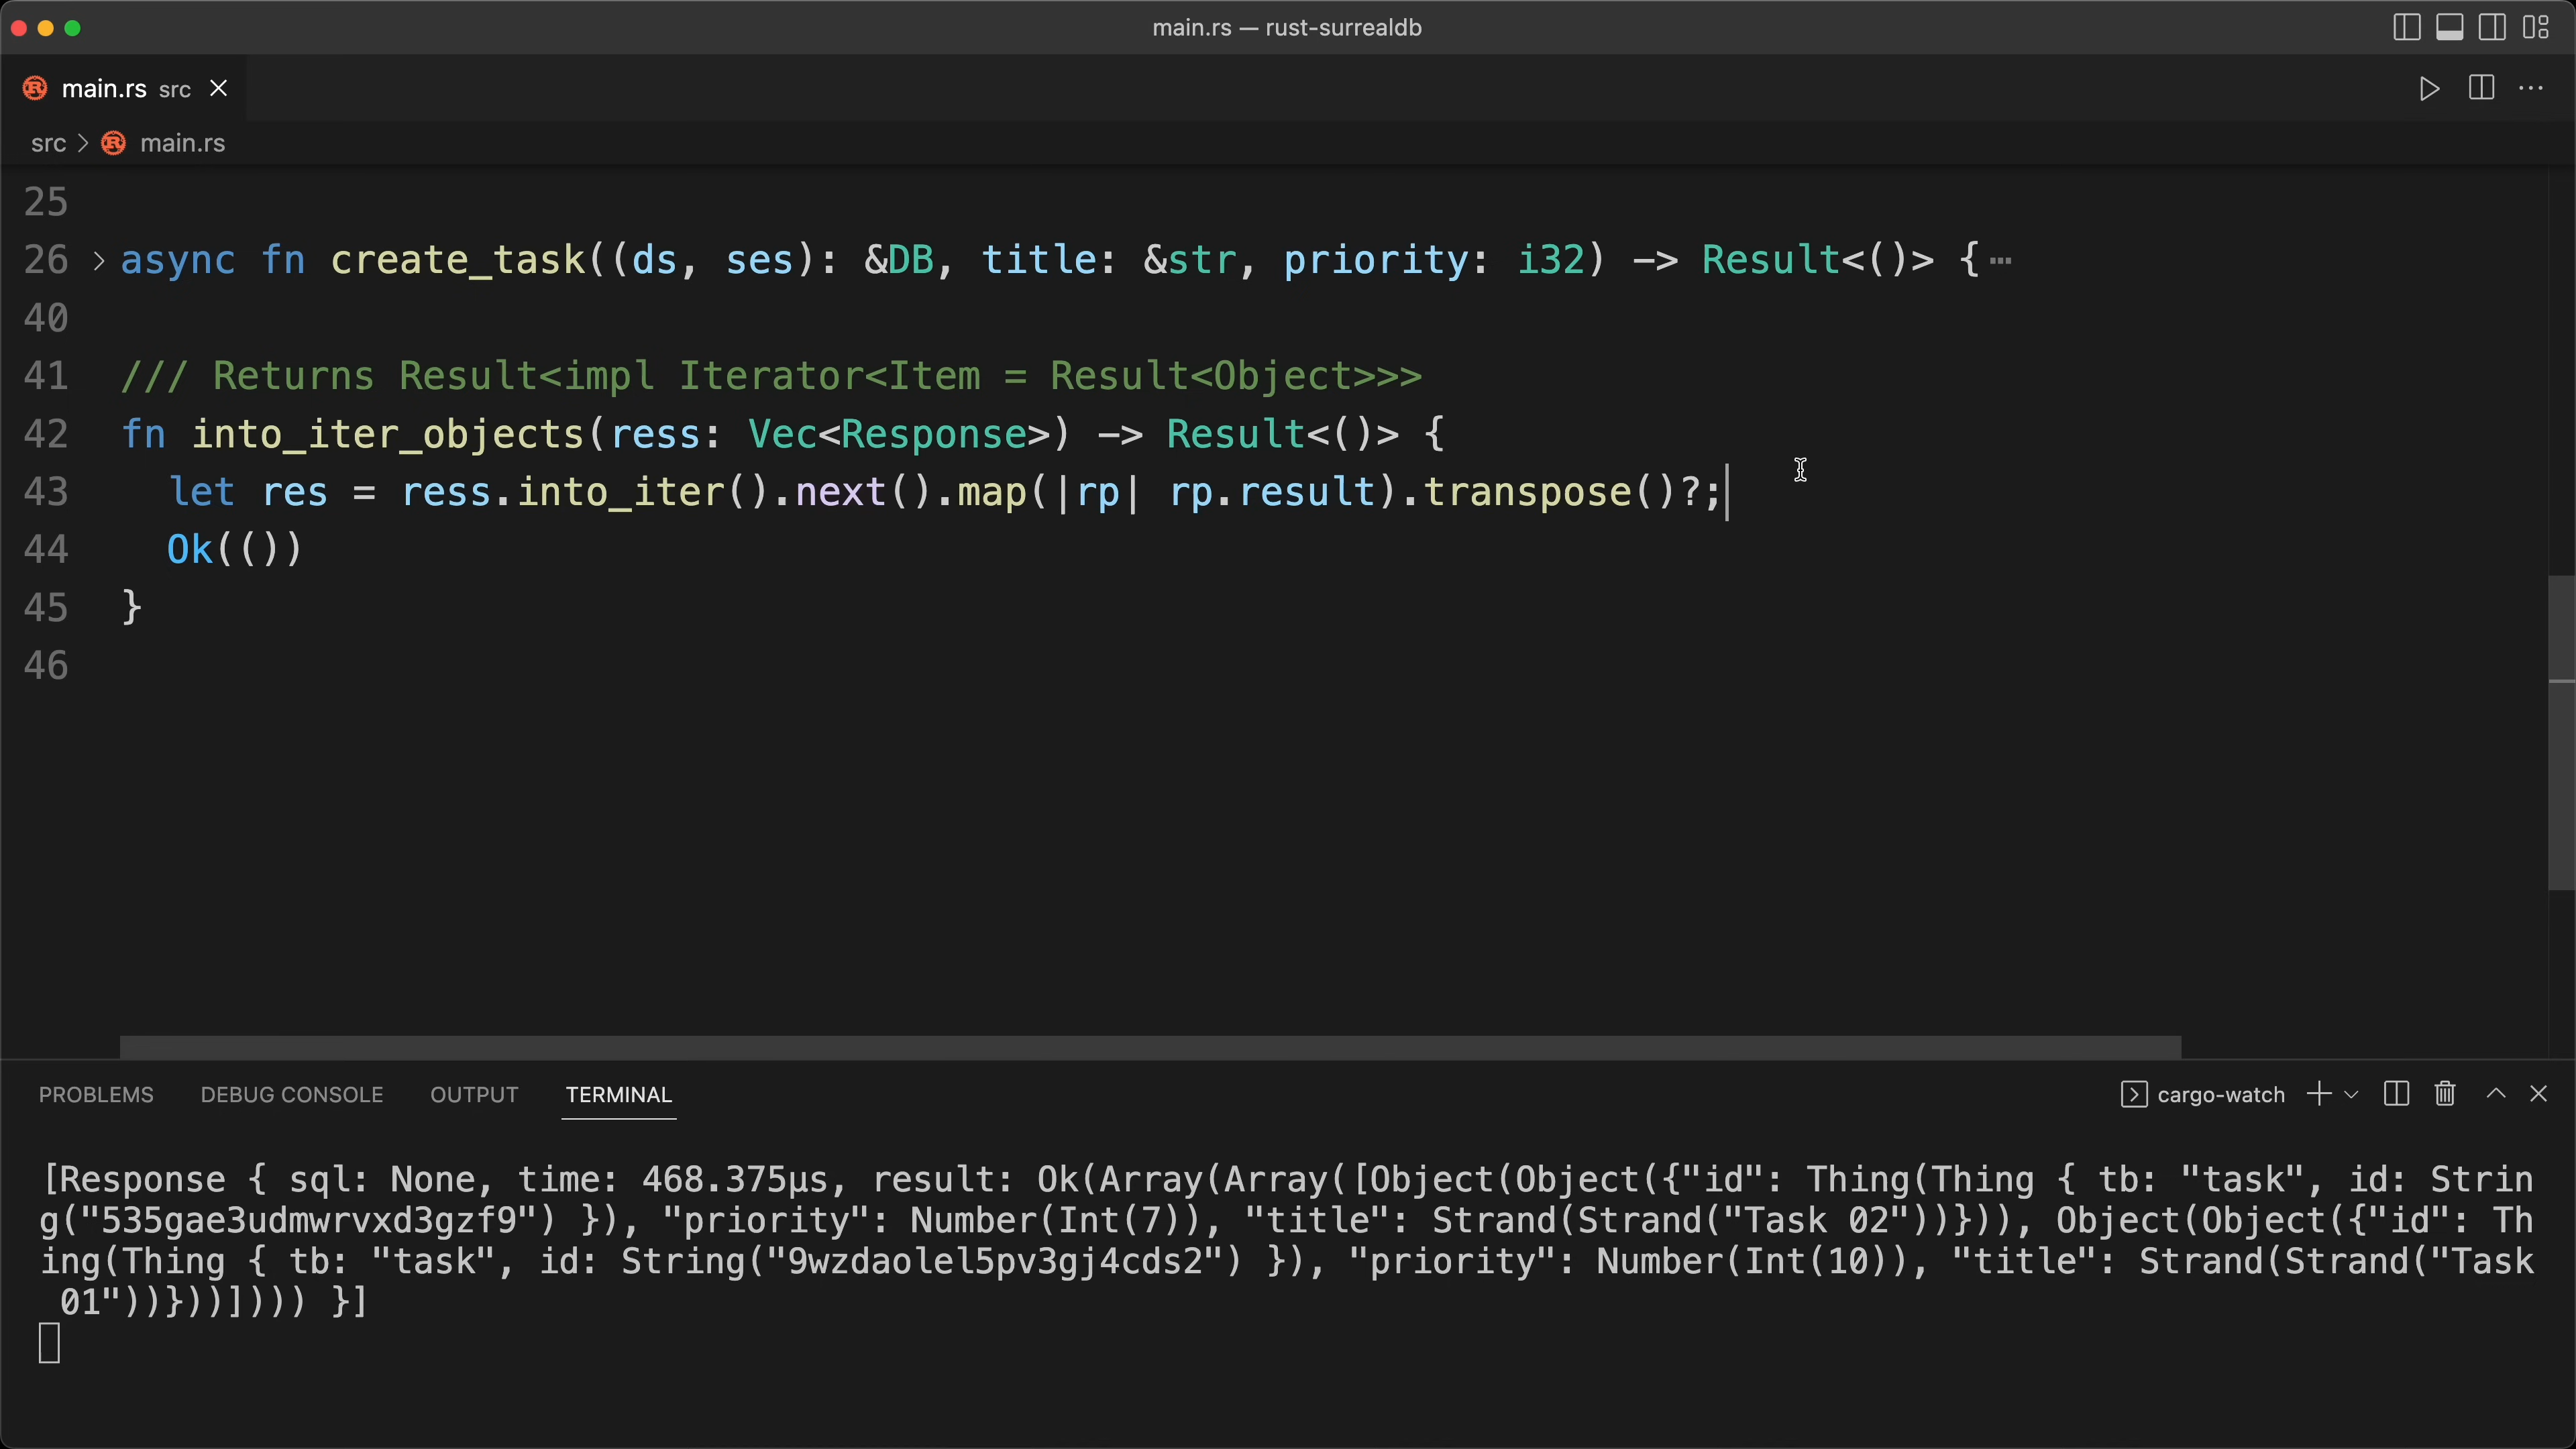 main.rs — rust-surrealdb
main.rs src
src > main.rs
25
26 > async fn create_task((ds, ses): &DB, title: &str, priority: i32) -> Result<()> {…
40
41 /// Returns Result<impl Iterator<Item = Result<Object>>>
42 fn into_iter_objects(ress: Vec<Response>) -> Result<()> {
43   let res = ress.into_iter().next().map(|rp| rp.result).transpose()?;
44   Ok(())
45 }
46
PROBLEMS DEBUG CONSOLE OUTPUT TERMINAL cargo-watch
[Response { sql: None, time: 468.375µs, result: Ok(Array(Array([Object(Object({"id": Thing(Thing { tb: "task", id: Strin
g("535gae3udmwrvxd3gzf9") }), "priority": Number(Int(7)), "title": Strand(Strand("Task 02"))})), Object(Object({"id": Th
ing(Thing { tb: "task", id: String("9wzdaolel5pv3gj4cds2") }), "priority": Number(Int(10)), "title": Strand(Strand("Task
 01"))}))]))) }]